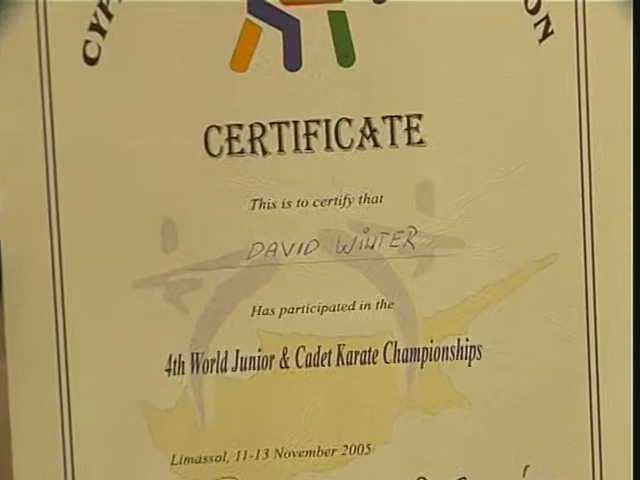 CERTIFICATE
This is to certify that
DAVID WINTER
Has participated in the
4th World Junior & Cadet Karate Championships
Limassol, 11-13 November 2005